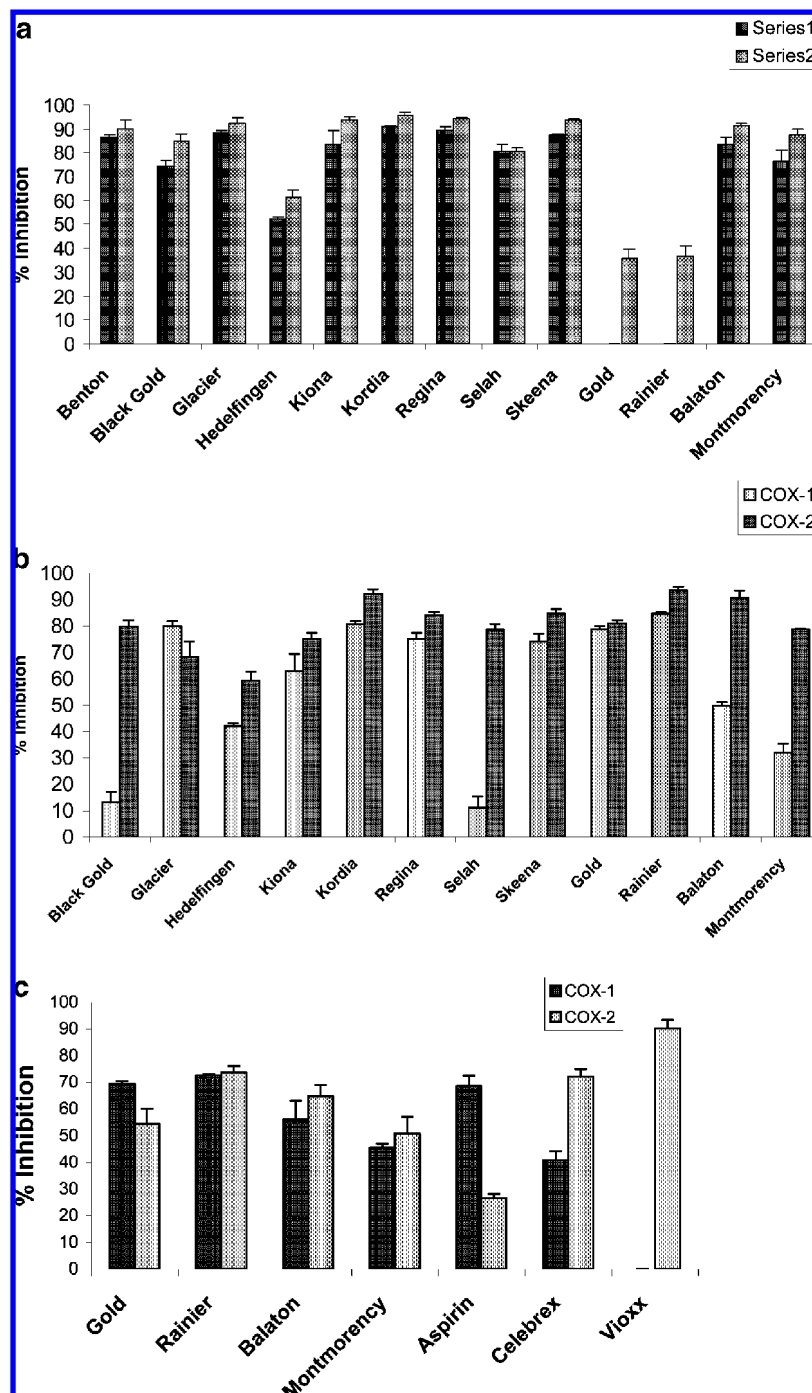 a
Series1
Series2
100
90
80
70
60
50
40
30
20
10
0
% Inhibition
Benton
Black Gold
Glacier
Hedelfingen
Kiona
Kordia
Regina
Selah
Skeena
Gold
Rainier
Balaton
Montmorency
COX-1
COX-2
b
100
90
80
70
60
50
40
30
20
10
0
% Inhibition
Black Gold
Glacier
Hedelfingen
Kiona
Kordia
Regina
Selah
Skeena
Gold
Rainier
Balaton
Montmorency
c
COX-1
COX-2
100
90
80
70
60
50
40
30
20
10
0
% Inhibition
Gold
Rainier
Balaton
Montmorency
Aspirin
Celebrex
Vioxx